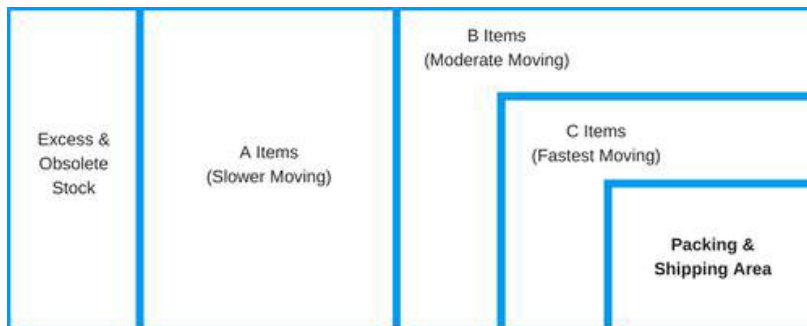 Excess &
Obsolete
Stock
A Items
(Slower Moving)
B Items
(Moderate Moving)
C Items
(Fastest Moving)
Packing &
Shipping Area